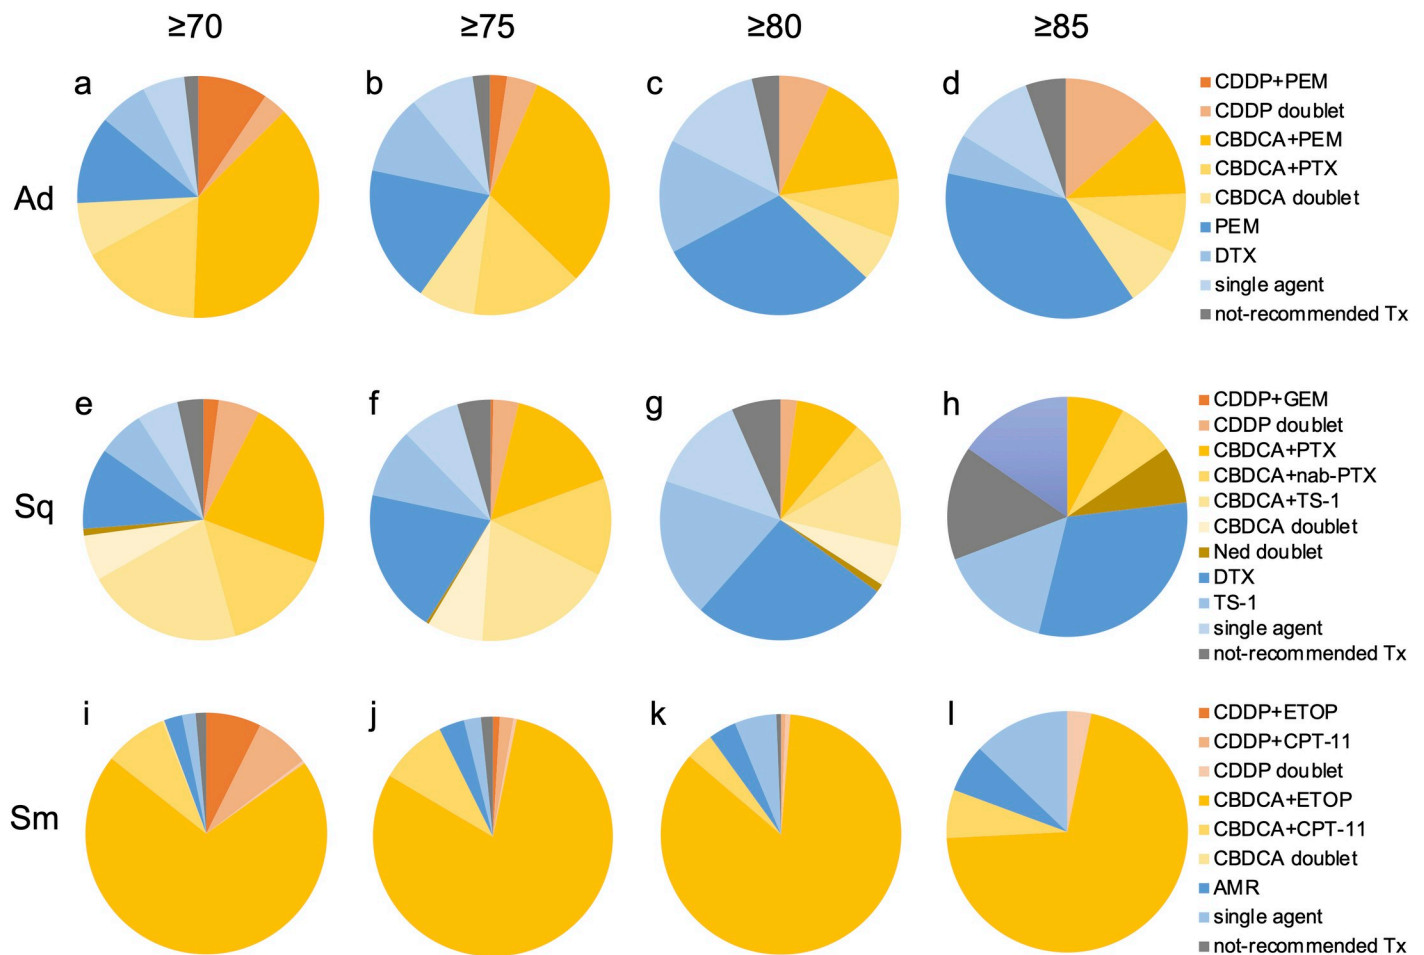 ≥70 ≥75 ≥80 ≥85
a b c d
Ad
CDDP+PEM
CDDP doublet
CBDCA+PEM
CBDCA+PTX
CBDCA doublet
PEM
DTX
single agent
not-recommended Tx
e f g h
Sq
CDDP+GEM
CDDP doublet
CBDCA+PTX
CBDCA+nab-PTX
CBDCA+TS-1
CBDCA doublet
Ned doublet
DTX
TS-1
single agent
not-recommended Tx
i j k l
Sm
CDDP+ETOP
CDDP+CPT-11
CDDP doublet
CBDCA+ETOP
CBDCA+CPT-11
CBDCA doublet
AMR
single agent
not-recommended Tx